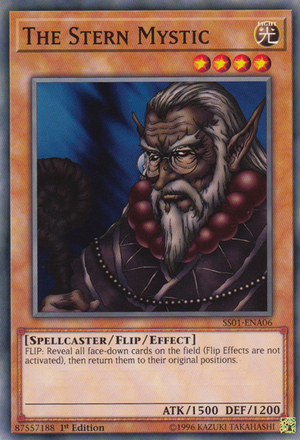 THE STERN MYSTIC
LIGHT
光
SS01-ENA06
[SPELLCASTER/FLIP/EFFECT]
FLIP: Reveal all face-down cards on the field (Flip Effects are not
activated), then return them to their original positions.
ATK/1500 DEF/1200
87557188 1st Edition ©1996 KAZUKI TAKAHASHI